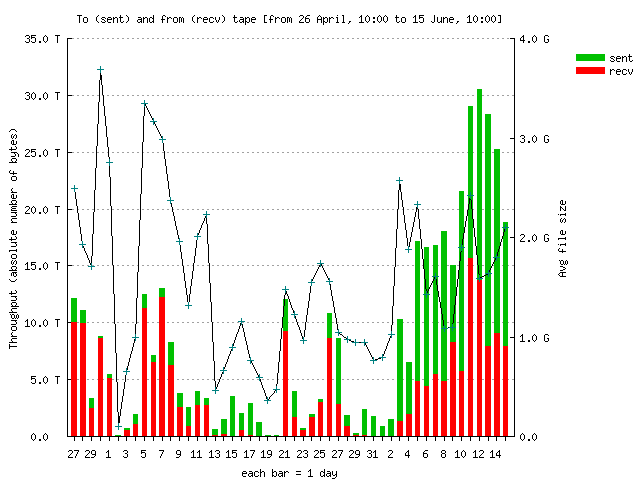 To (sent) and from (recv) tape [from 26 April, 10:00 to 15 June, 10:00]
sent
recv
35.0 T
30.0 T
25.0 T
20.0 T
15.0 T
10.0 T
5.0 T
0.0
4.0 G
3.0 G
2.0 G
1.0 G
0.0
Throughput (absolute number of bytes)
Avg file size
27 29 1 3 5 7 9 11 13 15 17 19 21 23 25 27 29 31 2 4 6 8 10 12 14
each bar = 1 day